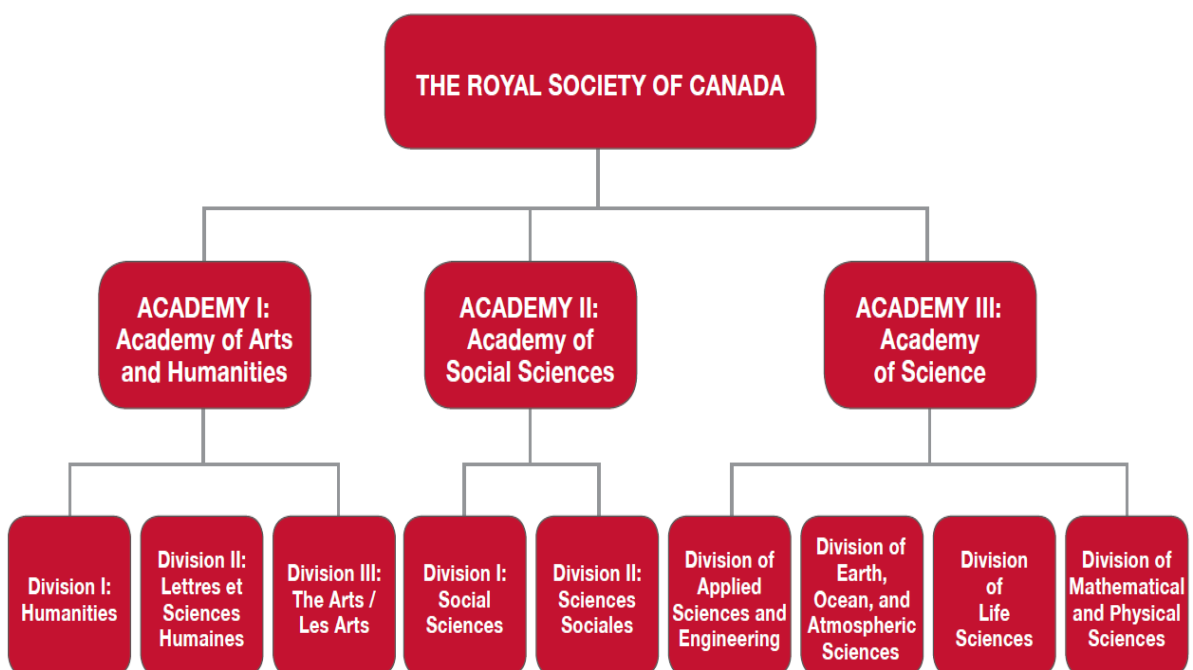 THE ROYAL SOCIETY OF CANADA
ACADEMY I:
Academy of Arts
and Humanities
ACADEMY II:
Academy of
Social Sciences
ACADEMY III:
Academy
of Science
Division I:
Humanities
Division II:
Lettres et
Sciences
Humaines
Division III:
The Arts /
Les Arts
Division I:
Social
Sciences
Division II:
Sciences
Sociales
Division of
Applied
Sciences and
Engineering
Division of
Earth,
Ocean, and
Atmospheric
Sciences
Division
of
Life
Sciences
Division of
Mathematical
and Physical
Sciences